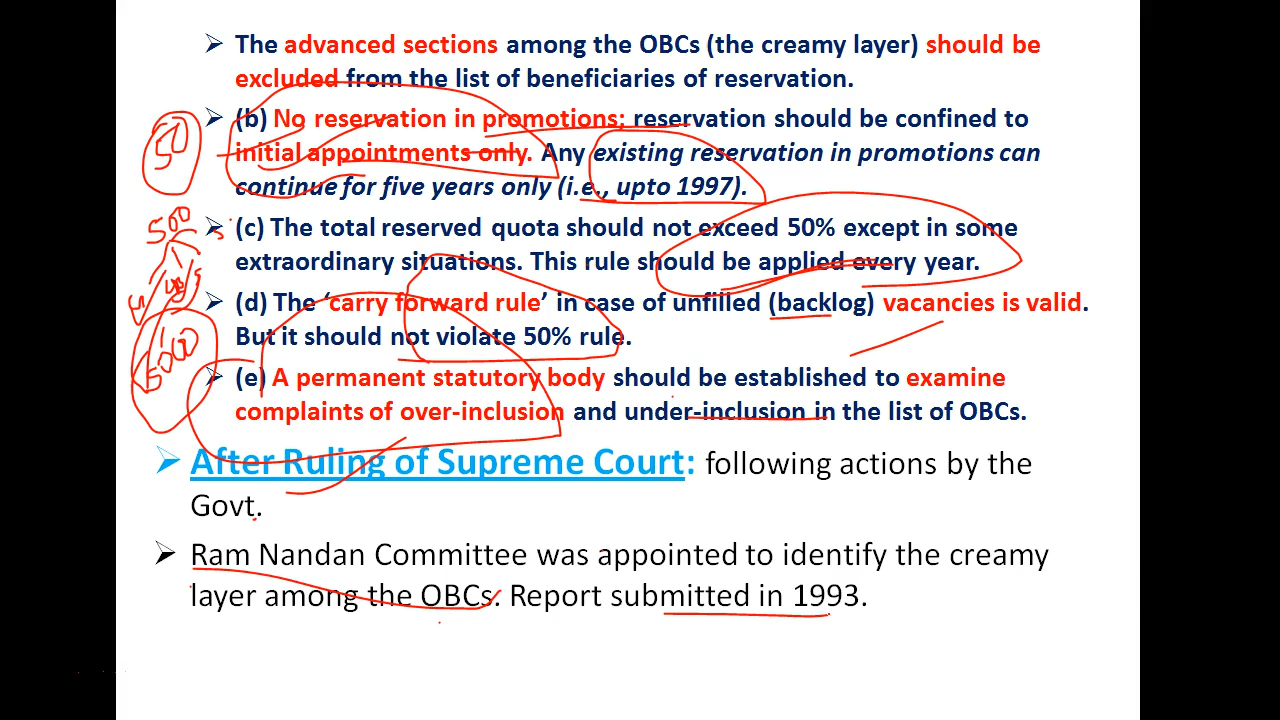 The advanced sections among the OBCs (the creamy layer) should be
excluded from the list of beneficiaries of reservation.
(b) No reservation in promotions; reservation should be confined to
initial appointments only. Any existing reservation in promotions can
continue for five years only (i.e., upto 1997).
(c) The total reserved quota should not exceed 50% except in some
extraordinary situations. This rule should be applied every year.
(d) The ‘carry forward rule’ in case of unfilled (backlog) vacancies is valid.
But it should not violate 50% rule.
(e) A permanent statutory body should be established to examine
complaints of over-inclusion and under-inclusion in the list of OBCs.
After Ruling of Supreme Court: following actions by the
Govt.
Ram Nandan Committee was appointed to identify the creamy
layer among the OBCs. Report submitted in 1993.
50
500